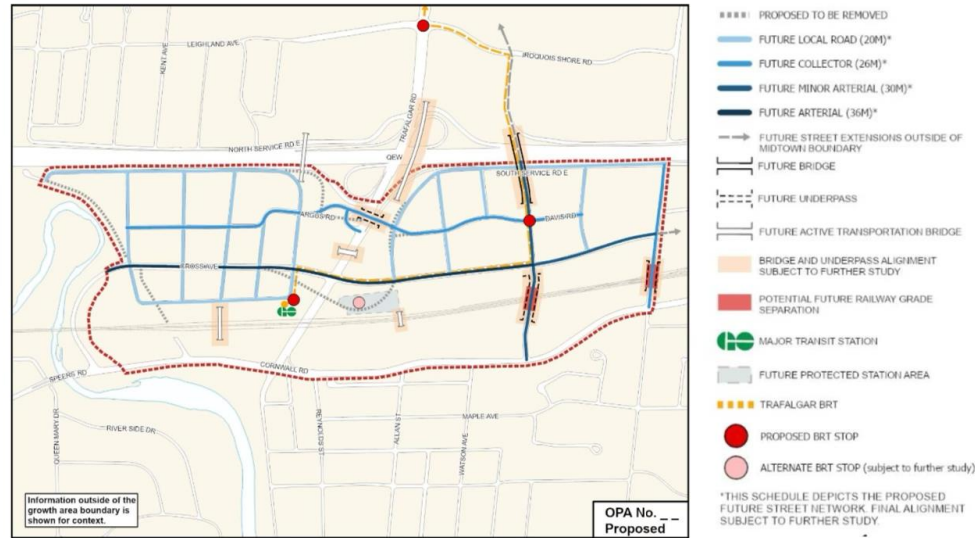 LEIGHLAND AVE
KENT AVE
IROQUOIS SHORE RD
TRAFALGAR RD
NORTH SERVICE RD E
QEW
SOUTH SERVICE RD E
ARGUS RD
DAVIS RD
CROSS AVE
GO
CORNWALL RD
SPEERS RD
QUEEN MARY DR
RIVER SIDE DR
REYNOLDS ST
ALLAN ST
WATSON AVE
MAPLE AVE
Information outside of the
growth area boundary is
shown for context.
OPA No. _ _
Proposed
PROPOSED TO BE REMOVED
FUTURE LOCAL ROAD (20M)*
FUTURE COLLECTOR (26M)*
FUTURE MINOR ARTERIAL (30M)*
FUTURE ARTERIAL (36M)*
FUTURE STREET EXTENSIONS OUTSIDE OF
MIDTOWN BOUNDARY
FUTURE BRIDGE
FUTURE UNDERPASS
FUTURE ACTIVE TRANSPORTATION BRIDGE
BRIDGE AND UNDERPASS ALIGNMENT
SUBJECT TO FURTHER STUDY
POTENTIAL FUTURE RAILWAY GRADE
SEPARATION
GO
MAJOR TRANSIT STATION
FUTURE PROTECTED STATION AREA
TRAFALGAR BRT
PROPOSED BRT STOP
ALTERNATE BRT STOP (subject to further study)
*THIS SCHEDULE DEPICTS THE PROPOSED
FUTURE STREET NETWORK. FINAL ALIGNMENT
SUBJECT TO FURTHER STUDY.